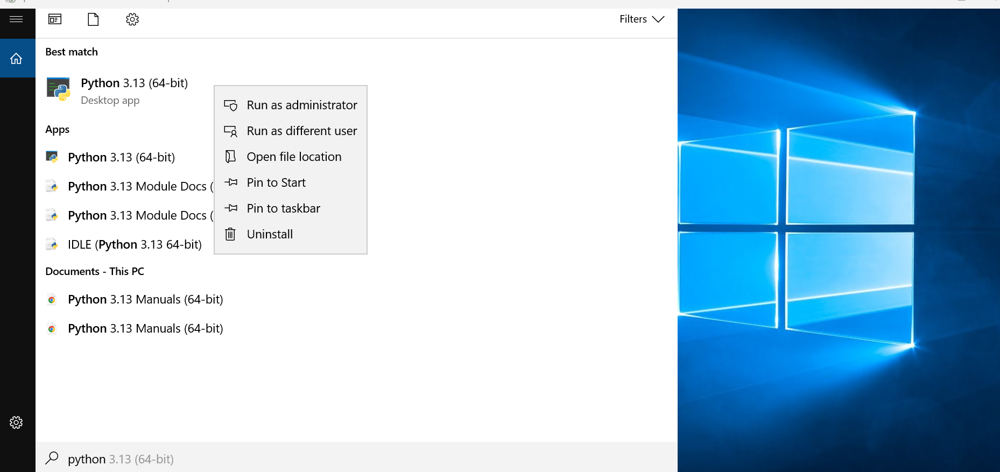 Filters
Best match
Python 3.13 (64-bit)
Desktop app
Run as administrator
Run as different user
Open file location
Pin to Start
Pin to taskbar
Uninstall
Apps
Python 3.13 (64-bit)
Python 3.13 Module Docs (
Python 3.13 Module Docs (
IDLE (Python 3.13 64-bit)
Documents - This PC
Python 3.13 Manuals (64-bit)
Python 3.13 Manuals (64-bit)
python 3.13 (64-bit)